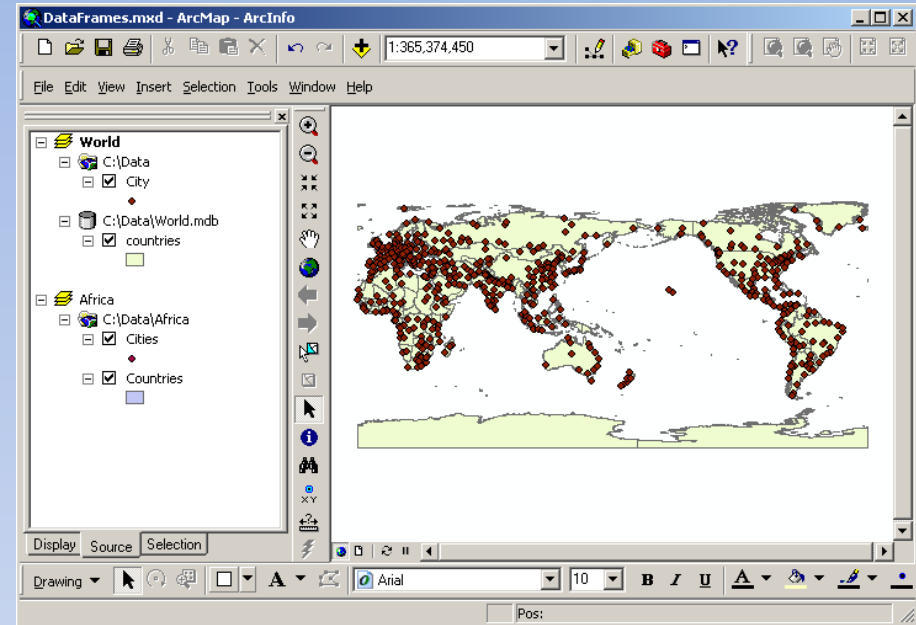 DataFrames.mxd - ArcMap - ArcInfo
1:365,374,450
File Edit View Insert Selection Tools Window Help
World
C:\Data
City
C:\Data\World.mdb
countries
Africa
C:\Data\Africa
Cities
Countries
XY
Display Source Selection
Drawing A Arial 10 B I U A
Pos: